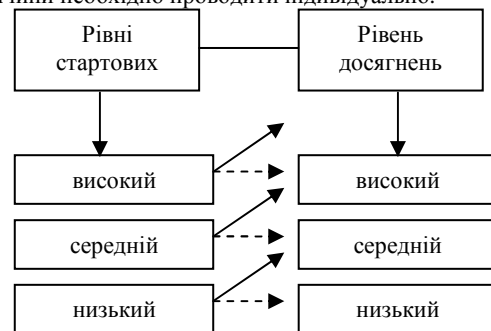 необхідно проводити індивідуально.
Рівні
стартових
Рівень
досягнень
високий
високий
середній
середній
низький
низький